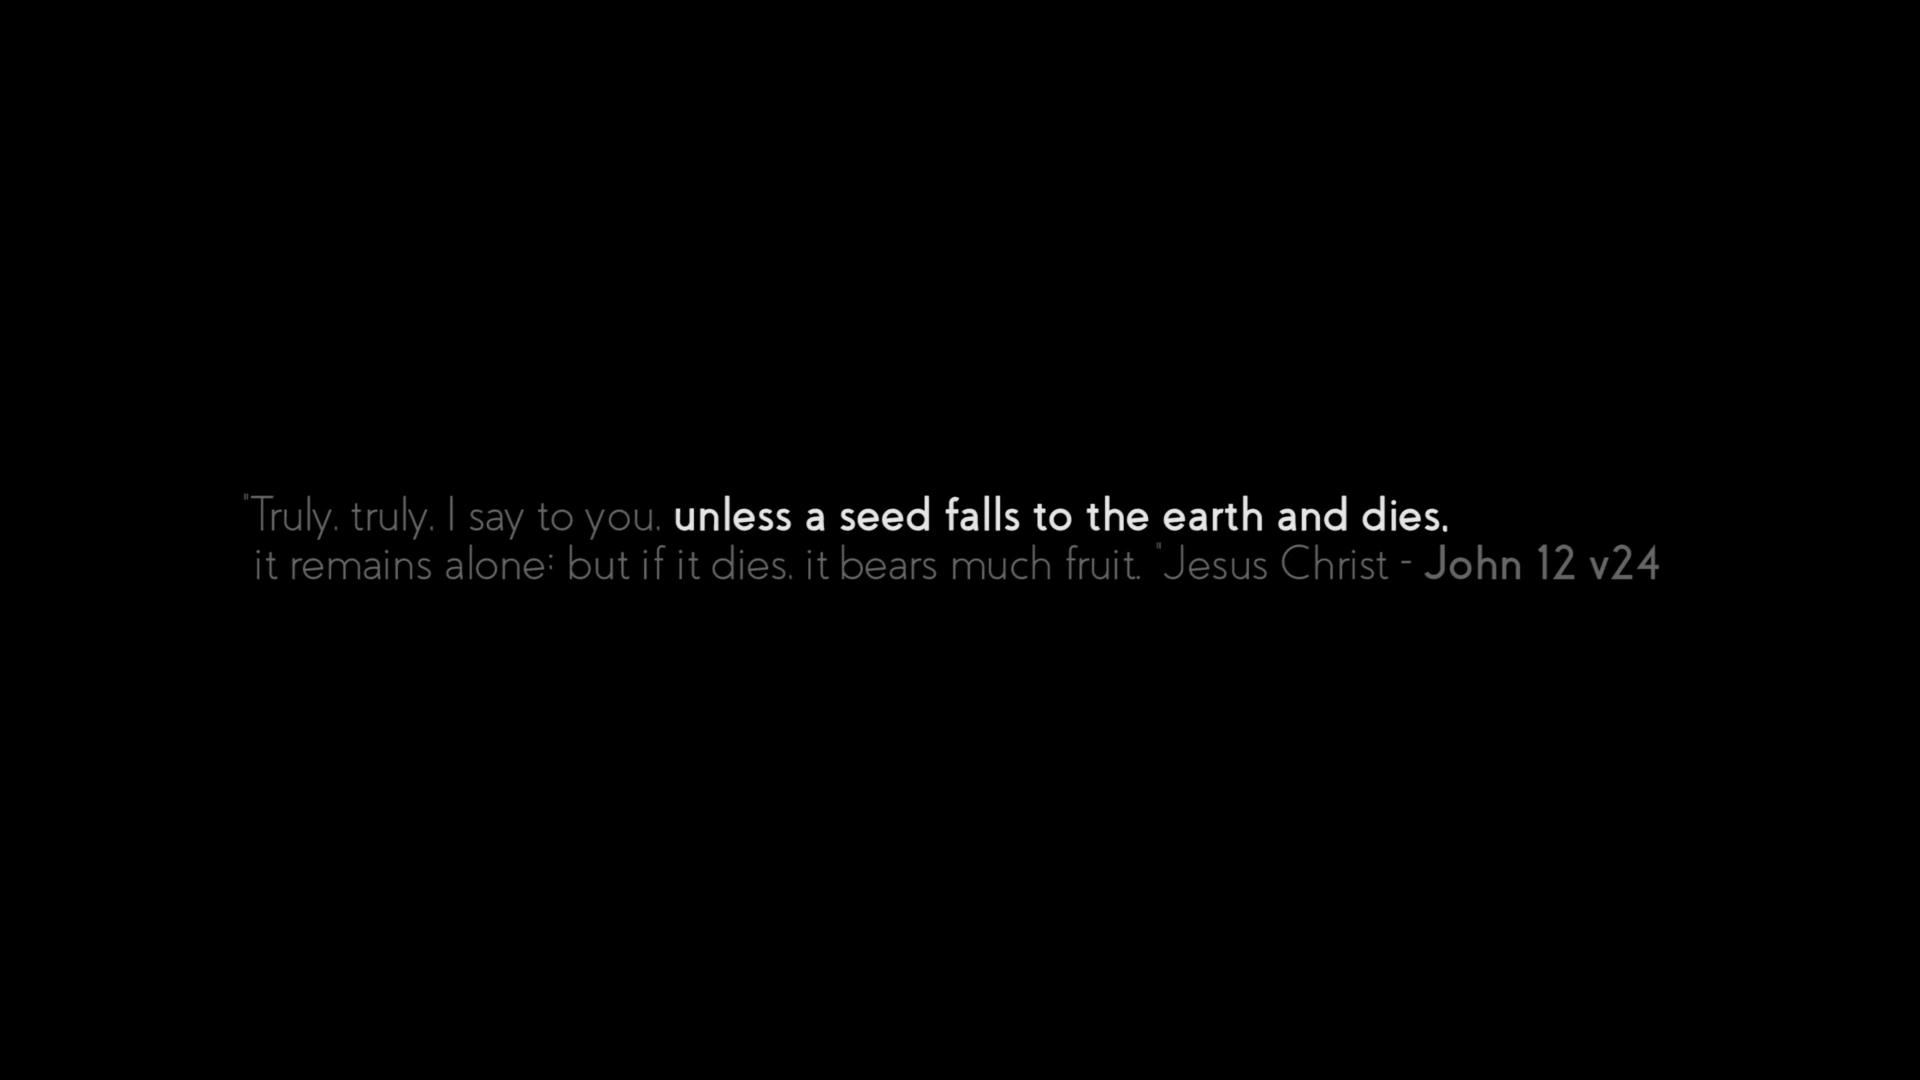 "Truly, truly, I say to you, unless a seed falls to the earth and dies,
it remains alone; but if it dies, it bears much fruit. "Jesus Christ - John 12 v24